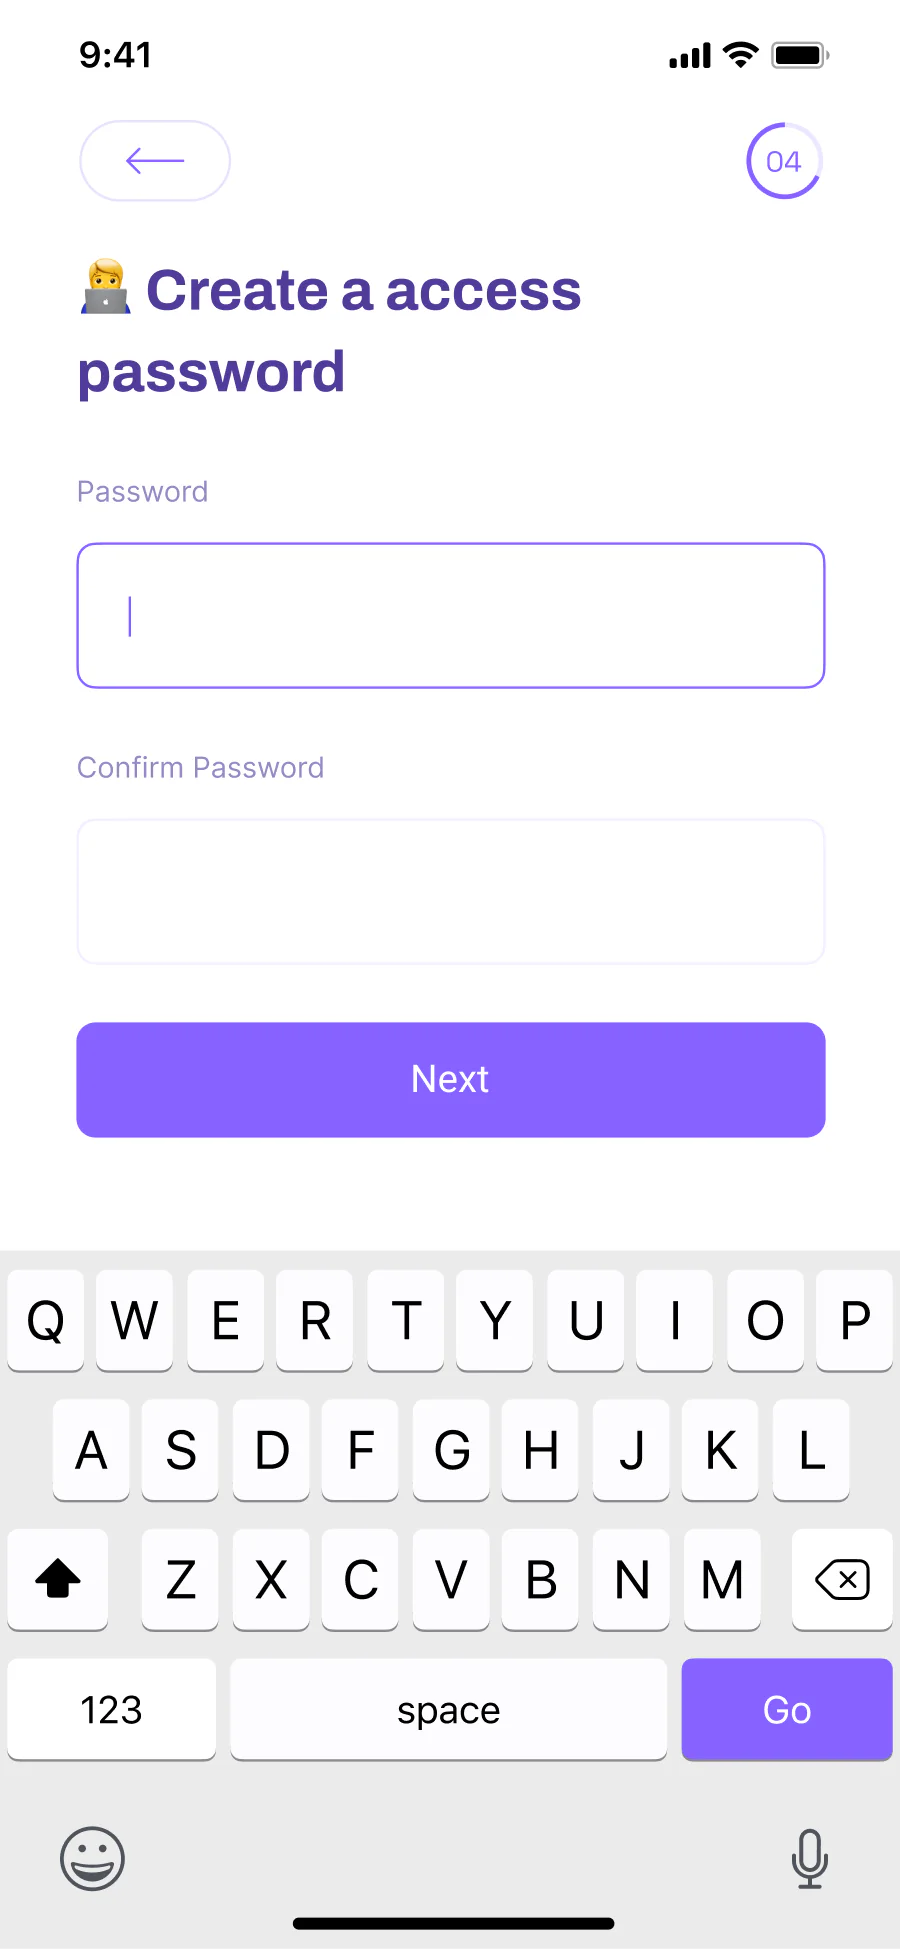 9:41
04
Create a access
password
Password
Confirm Password
Next
Q W E R T Y U I O P
A S D F G H J K L
Z X C V B N M
123 space Go